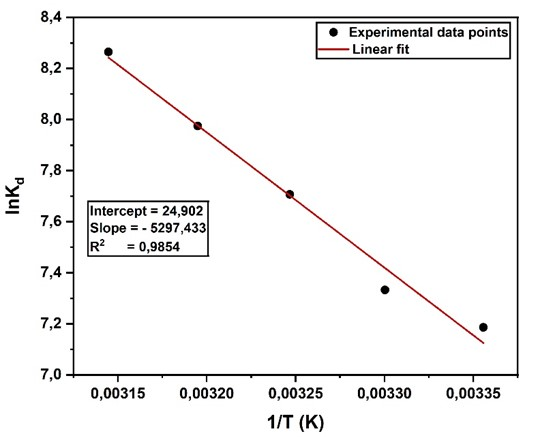 8,4
8,2
8,0
7,8
7,6
7,4
7,2
7,0
lnKd
Experimental data points
Linear fit
Intercept = 24,902
Slope = - 5297,433
R2 = 0,9854
0,00315 0,00320 0,00325 0,00330 0,00335
1/T (K)